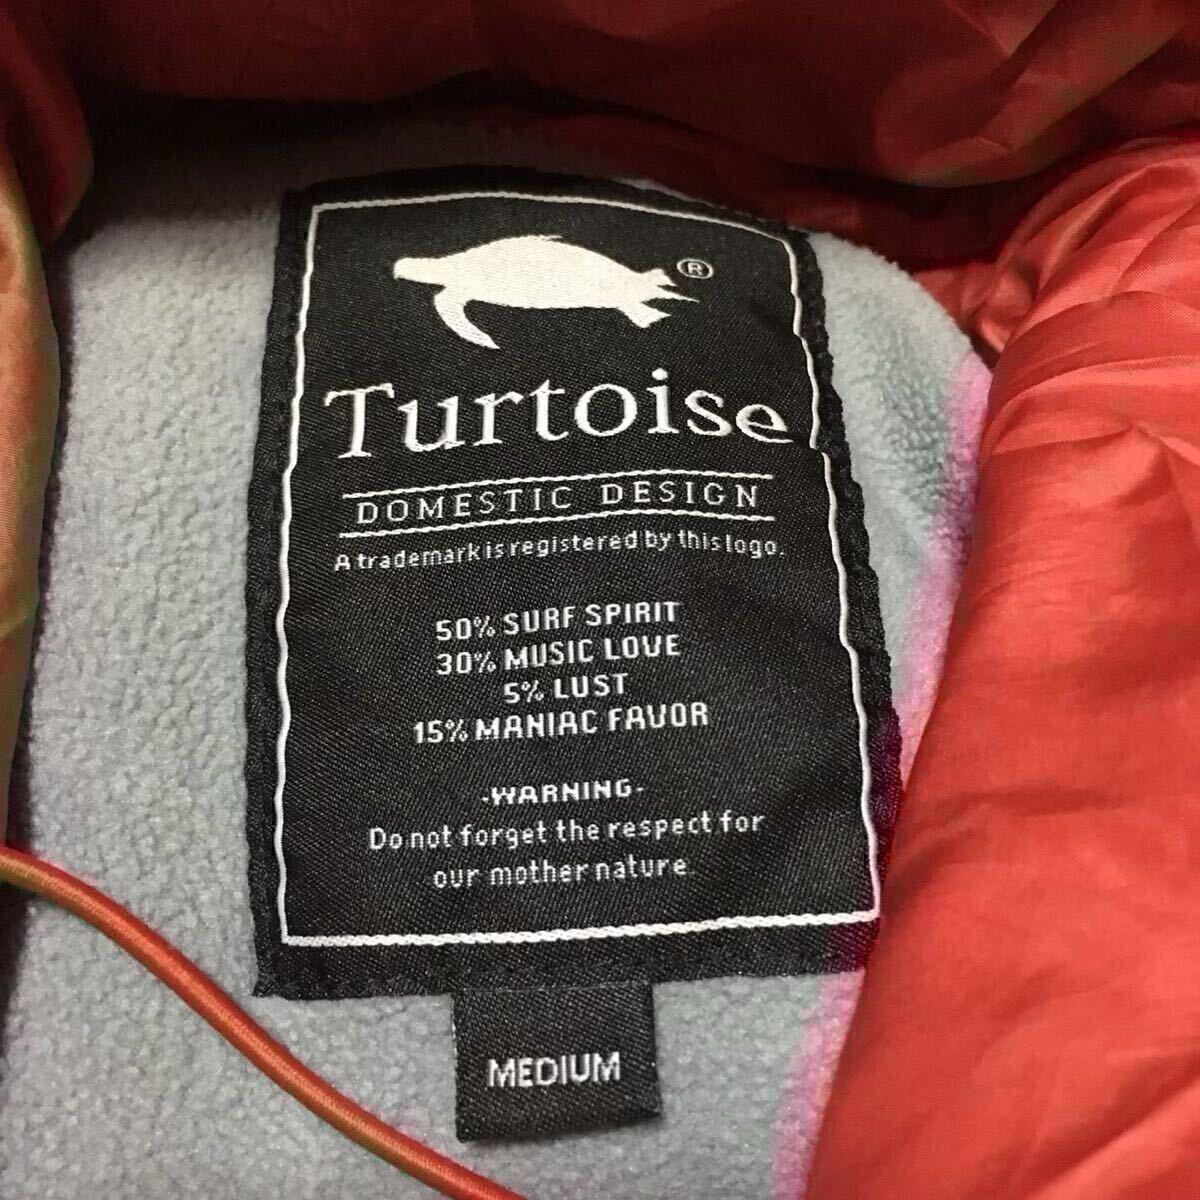 ®
Turtoise
DOMESTIC DESIGN
A trademark is registered by this logo.
50% SURF SPIRIT
30% MUSIC LOVE
5% LUST
15% MANIAC FAVOR
-WARNING-
Do not forget the respect for
our mother nature.
MEDIUM